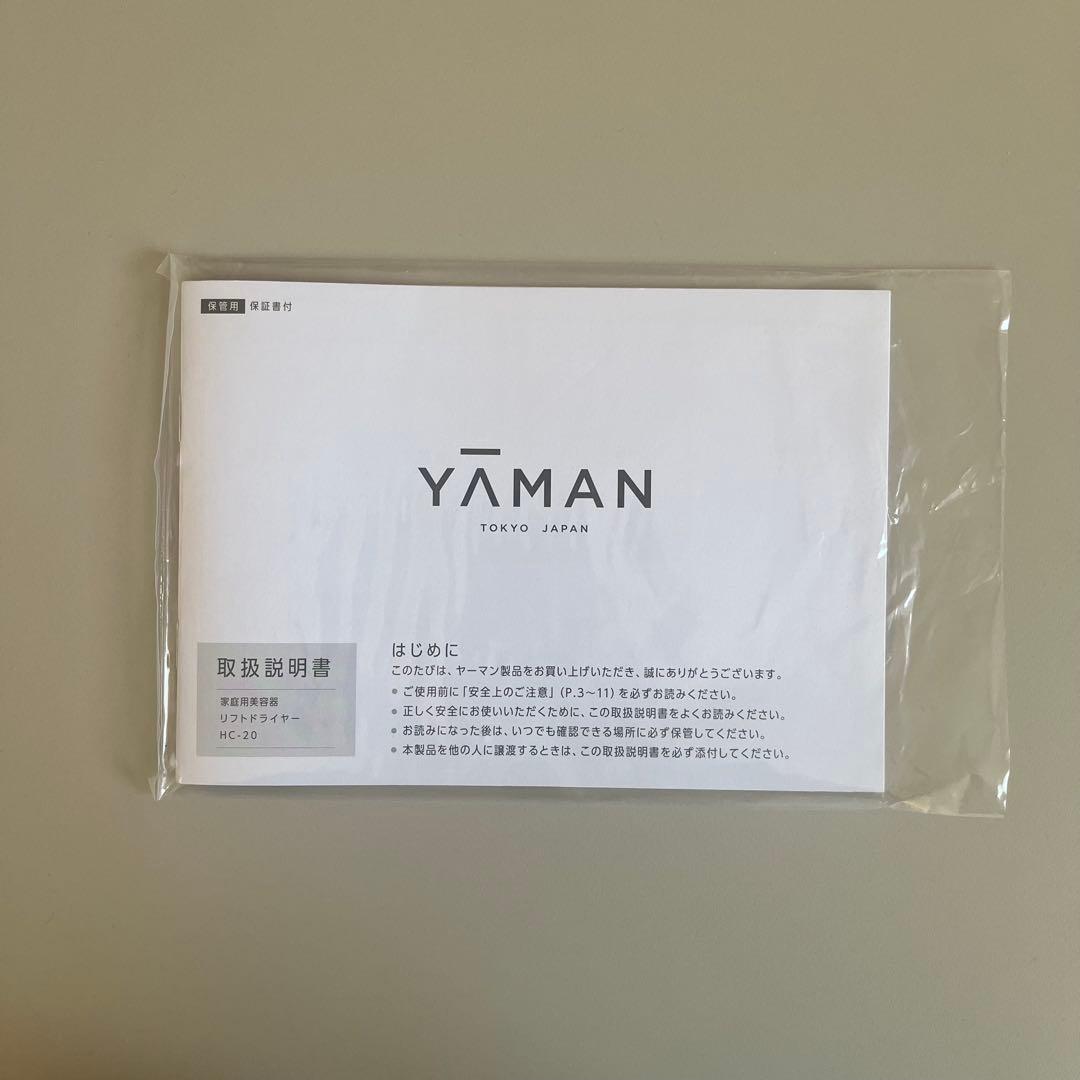 保管用 保証書付
YAMAN
TOKYO JAPAN
取扱説明書
家庭用美容器
リフトドライヤー
HC-20
はじめに
このたびは、ヤーマン製品をお買い上げいただき、誠にありがとうございます。
● ご使用前に「安全上のご注意」(P.3〜11)を必ずお読みください。
● 正しく安全にお使いいただくために、この取扱説明書をよくお読みください。
● お読みになった後は、いつでも確認できる場所に必ず保管してください。
● 本製品を他の人に譲渡するときは、この取扱説明書を必ず添付してください。